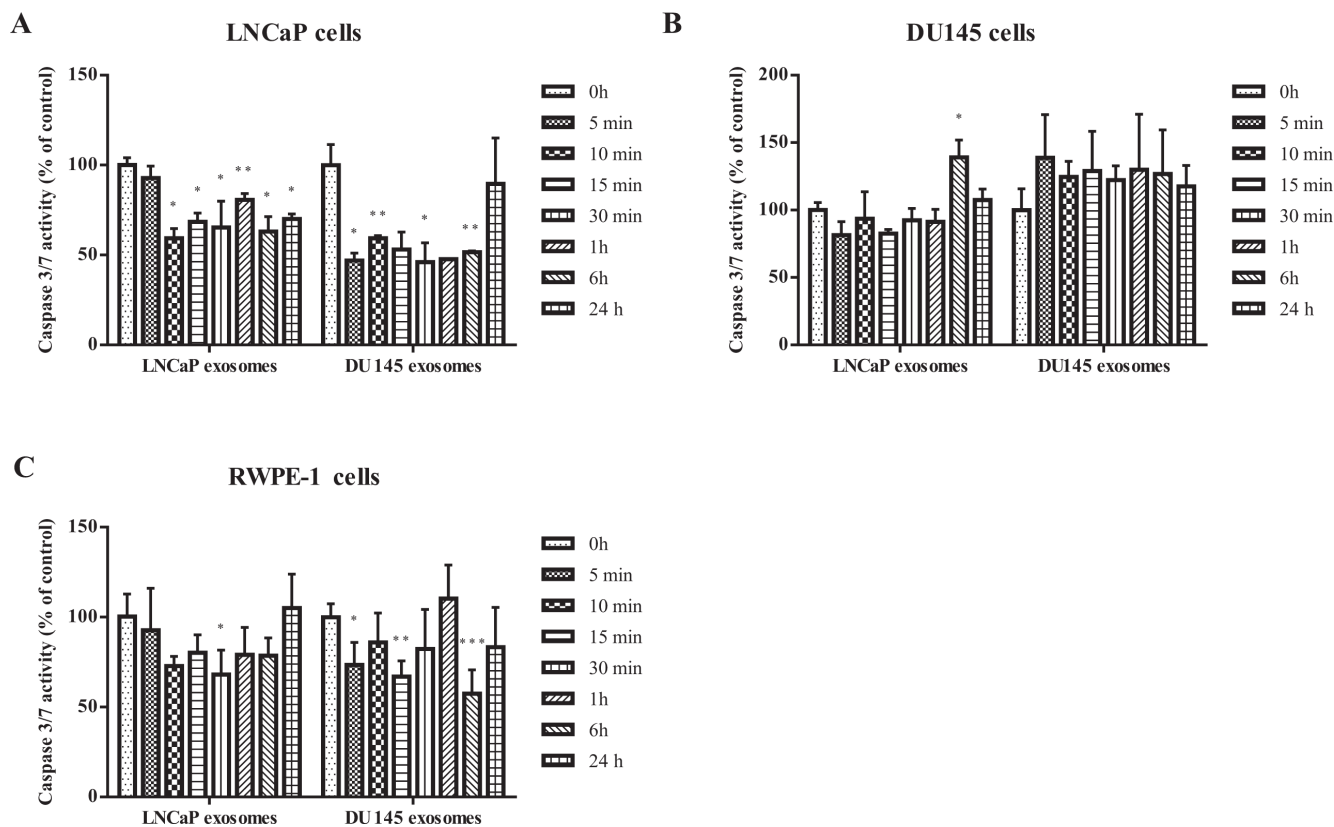 A
LNCaP cells
Caspase 3/7 activity (% of control)
150
100
50
0
* * * ** * *
* ** * **
LNCaP exosomes
DU145 exosomes
0h
5 min
10 min
15 min
30 min
1h
6h
24 h
B
DU145 cells
Caspase 3/7 activity (% of control)
200
150
100
50
0
*
LNCaP exosomes
DU145 exosomes
0h
5 min
10 min
15 min
30 min
1h
6h
24 h
C
RWPE-1 cells
Caspase 3/7 activity (% of control)
150
100
50
0
*
* ** ***
LNCaP exosomes
DU145 exosomes
0h
5 min
10 min
15 min
30 min
1h
6h
24 h